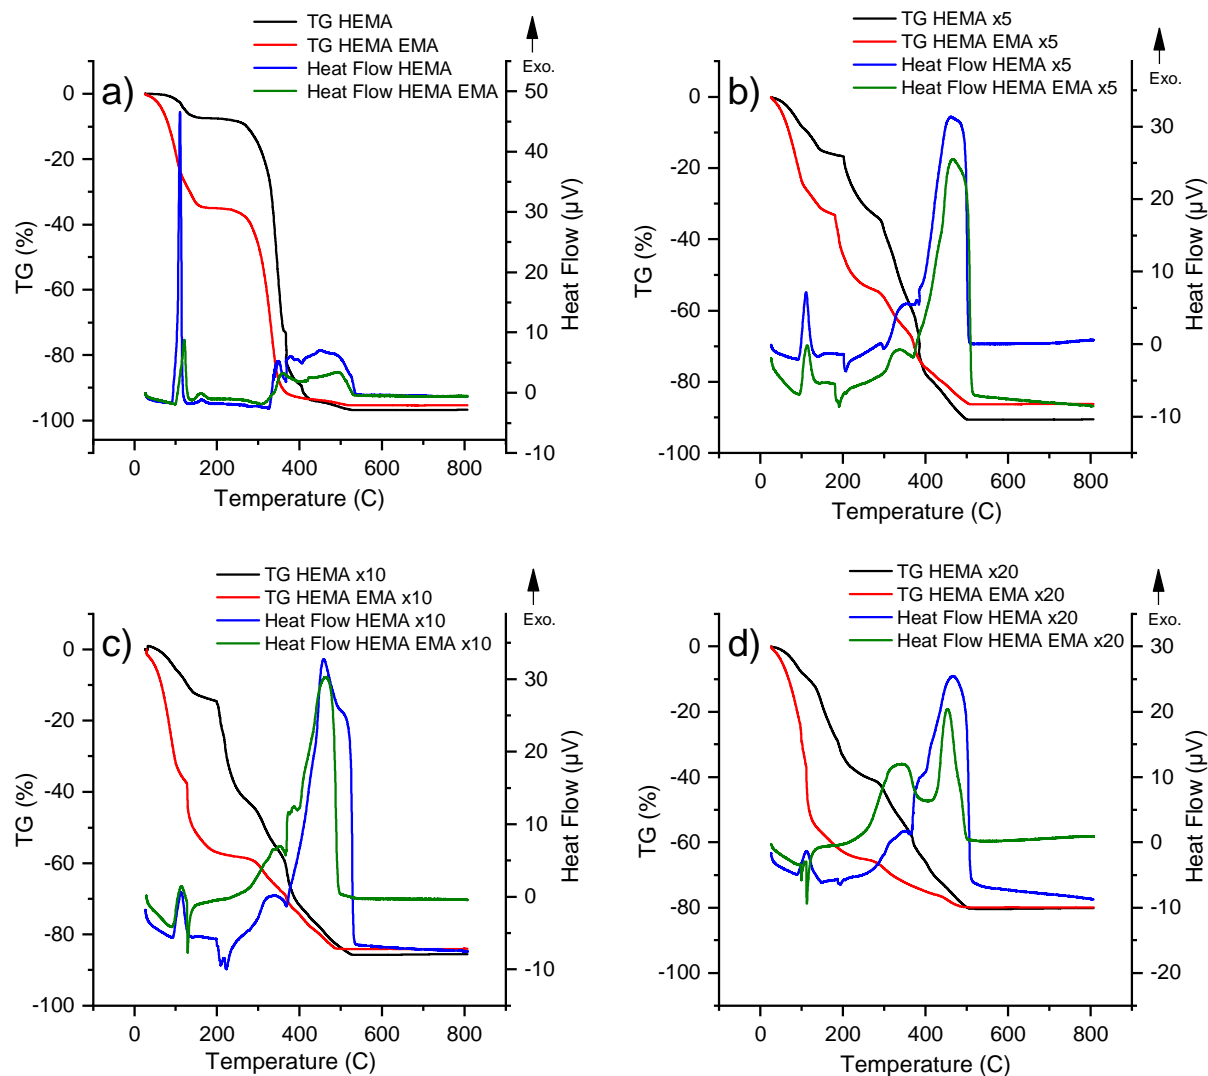 a)
TG HEMA
TG HEMA EMA
Heat Flow HEMA
Heat Flow HEMA EMA
Exo.
0
-20
-40
-60
-80
-100
TG (%)
50
40
30
20
10
0
-10
Heat Flow (µV)
0 200 400 600 800
Temperature (C)
b)
TG HEMA x5
TG HEMA EMA x5
Heat Flow HEMA x5
Heat Flow HEMA EMA x5
Exo.
0
-20
-40
-60
-80
-100
TG (%)
30
20
10
0
-10
Heat Flow (µV)
0 200 400 600 800
Temperature (C)
c)
TG HEMA x10
TG HEMA EMA x10
Heat Flow HEMA x10
Heat Flow HEMA EMA x10
Exo.
0
-20
-40
-60
-80
-100
TG (%)
30
20
10
0
-10
Heat Flow (µV)
0 200 400 600 800
Temperature (C)
d)
TG HEMA x20
TG HEMA EMA x20
Heat Flow HEMA x20
Heat Flow HEMA EMA x20
Exo.
0
-20
-40
-60
-80
-100
TG (%)
30
20
10
0
-10
-20
Heat Flow (µV)
0 200 400 600 800
Temperature (C)